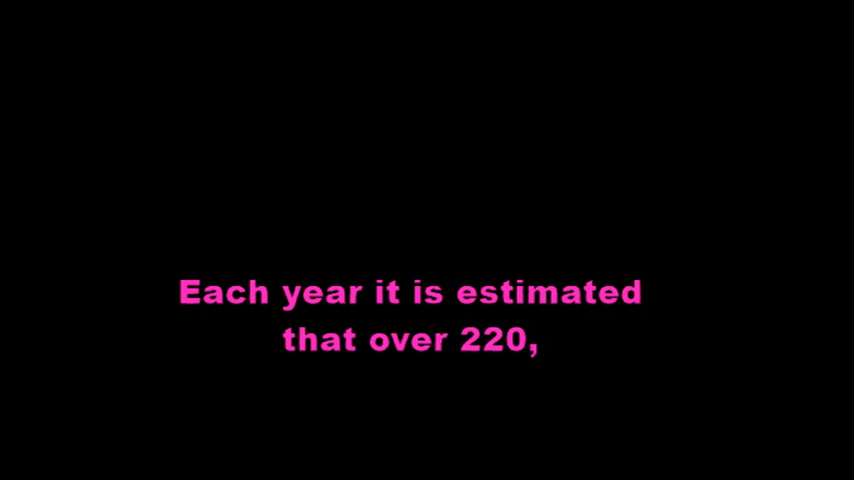 Each year it is estimated
that over 220,